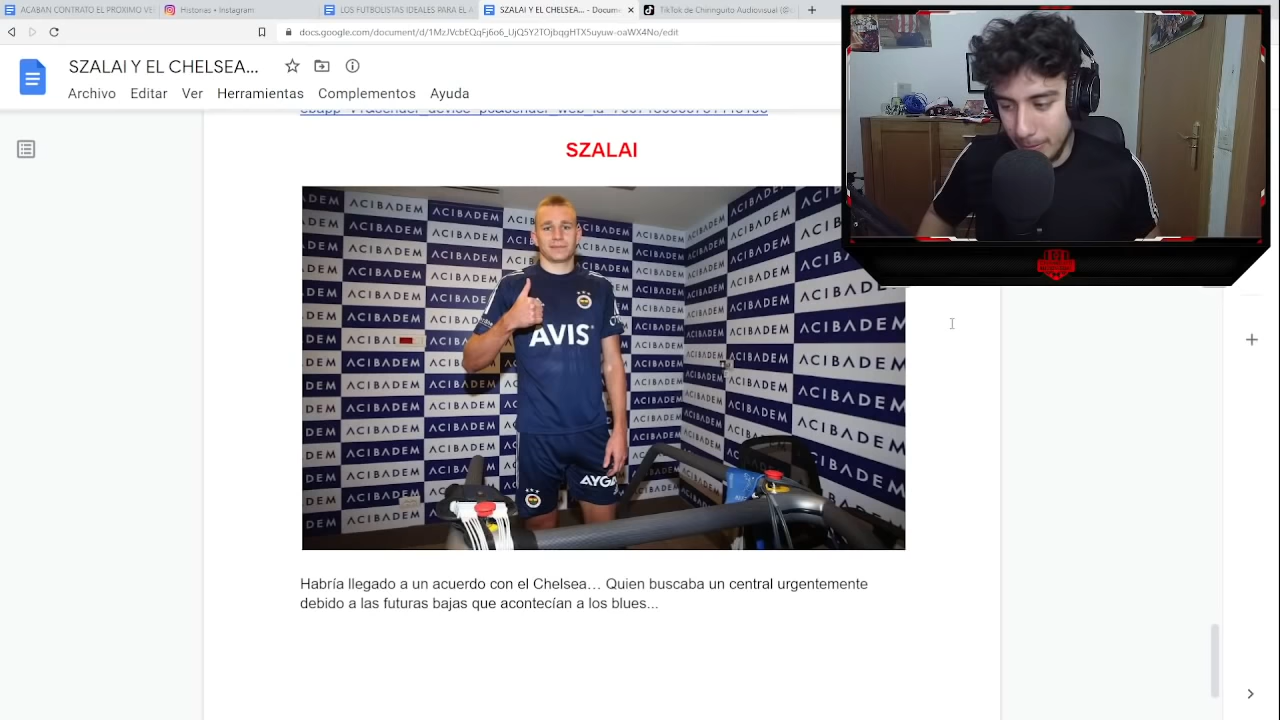 ACABAN CONTRATO EL PROXIMO VE
Historias • Instagram
LOS FUTBOLISTAS IDEALES PARA EL A
SZALAI Y EL CHELSEA... - Docume
TikTok de Chiringuito Audiovisual (@
docs.google.com/document/d/1MzJVcbEQqFj6o6_UjQ5Y2TOjbqgHTX5uyuw-oaWX4No/edit
SZALAI Y EL CHELSEA...
Archivo Editar Ver Herramientas Complementos Ayuda
SZALAI
ACIBADEM
AVIS
AYGA
Habría llegado a un acuerdo con el Chelsea… Quien buscaba un central urgentemente
debido a las futuras bajas que acontecían a los blues...